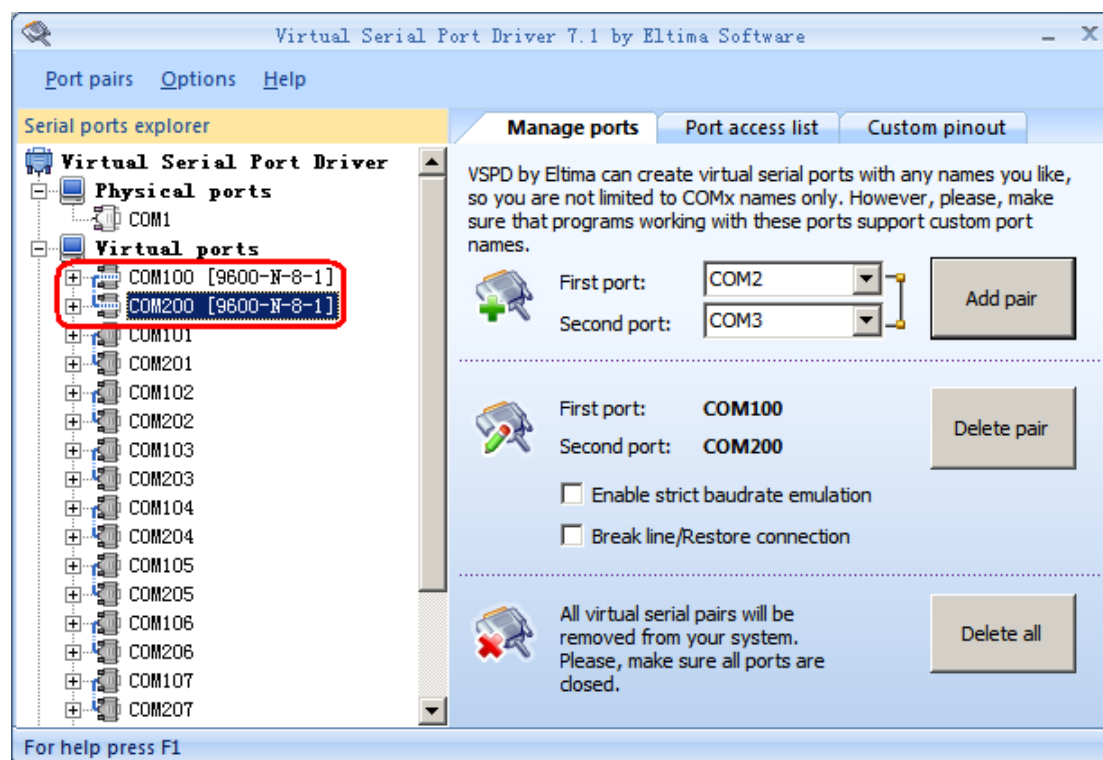 Virtual Serial Port Driver 7.1 by Eltima Software
Port pairs Options Help
Serial ports explorer
Virtual Serial Port Driver
Physical ports
COM1
Virtual ports
COM100 [9600-N-8-1]
COM200 [9600-N-8-1]
COM101
COM201
COM102
COM202
COM103
COM203
COM104
COM204
COM105
COM205
COM106
COM206
COM107
COM207
Manage ports Port access list Custom pinout
VSPD by Eltima can create virtual serial ports with any names you like,
so you are not limited to COMx names only. However, please, make
sure that programs working with these ports support custom port
names.
First port: COM2
Second port: COM3
Add pair
First port: COM100
Second port: COM200
Delete pair
Enable strict baudrate emulation
Break line/Restore connection
All virtual serial pairs will be
removed from your system.
Please, make sure all ports are
closed.
Delete all
For help press F1